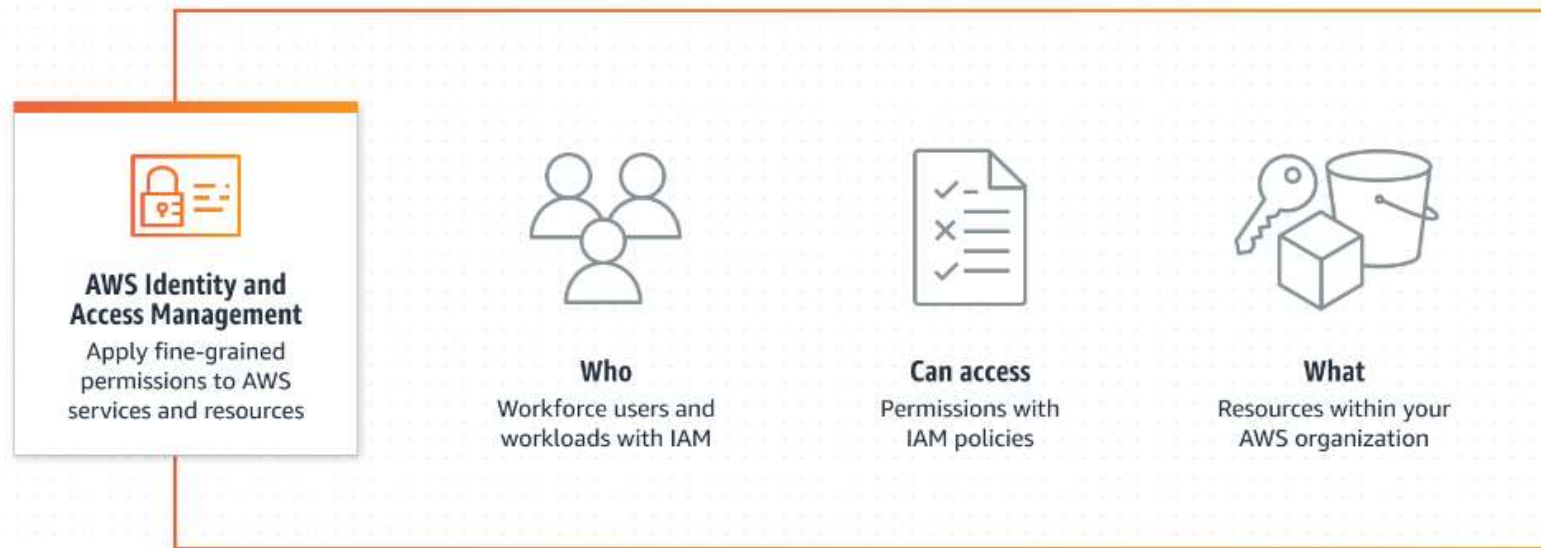 AWS Identity and
Access Management
Apply fine-grained
permissions to AWS
services and resources
Who
Workforce users and
workloads with IAM
Can access
Permissions with
IAM policies
What
Resources within your
AWS organization